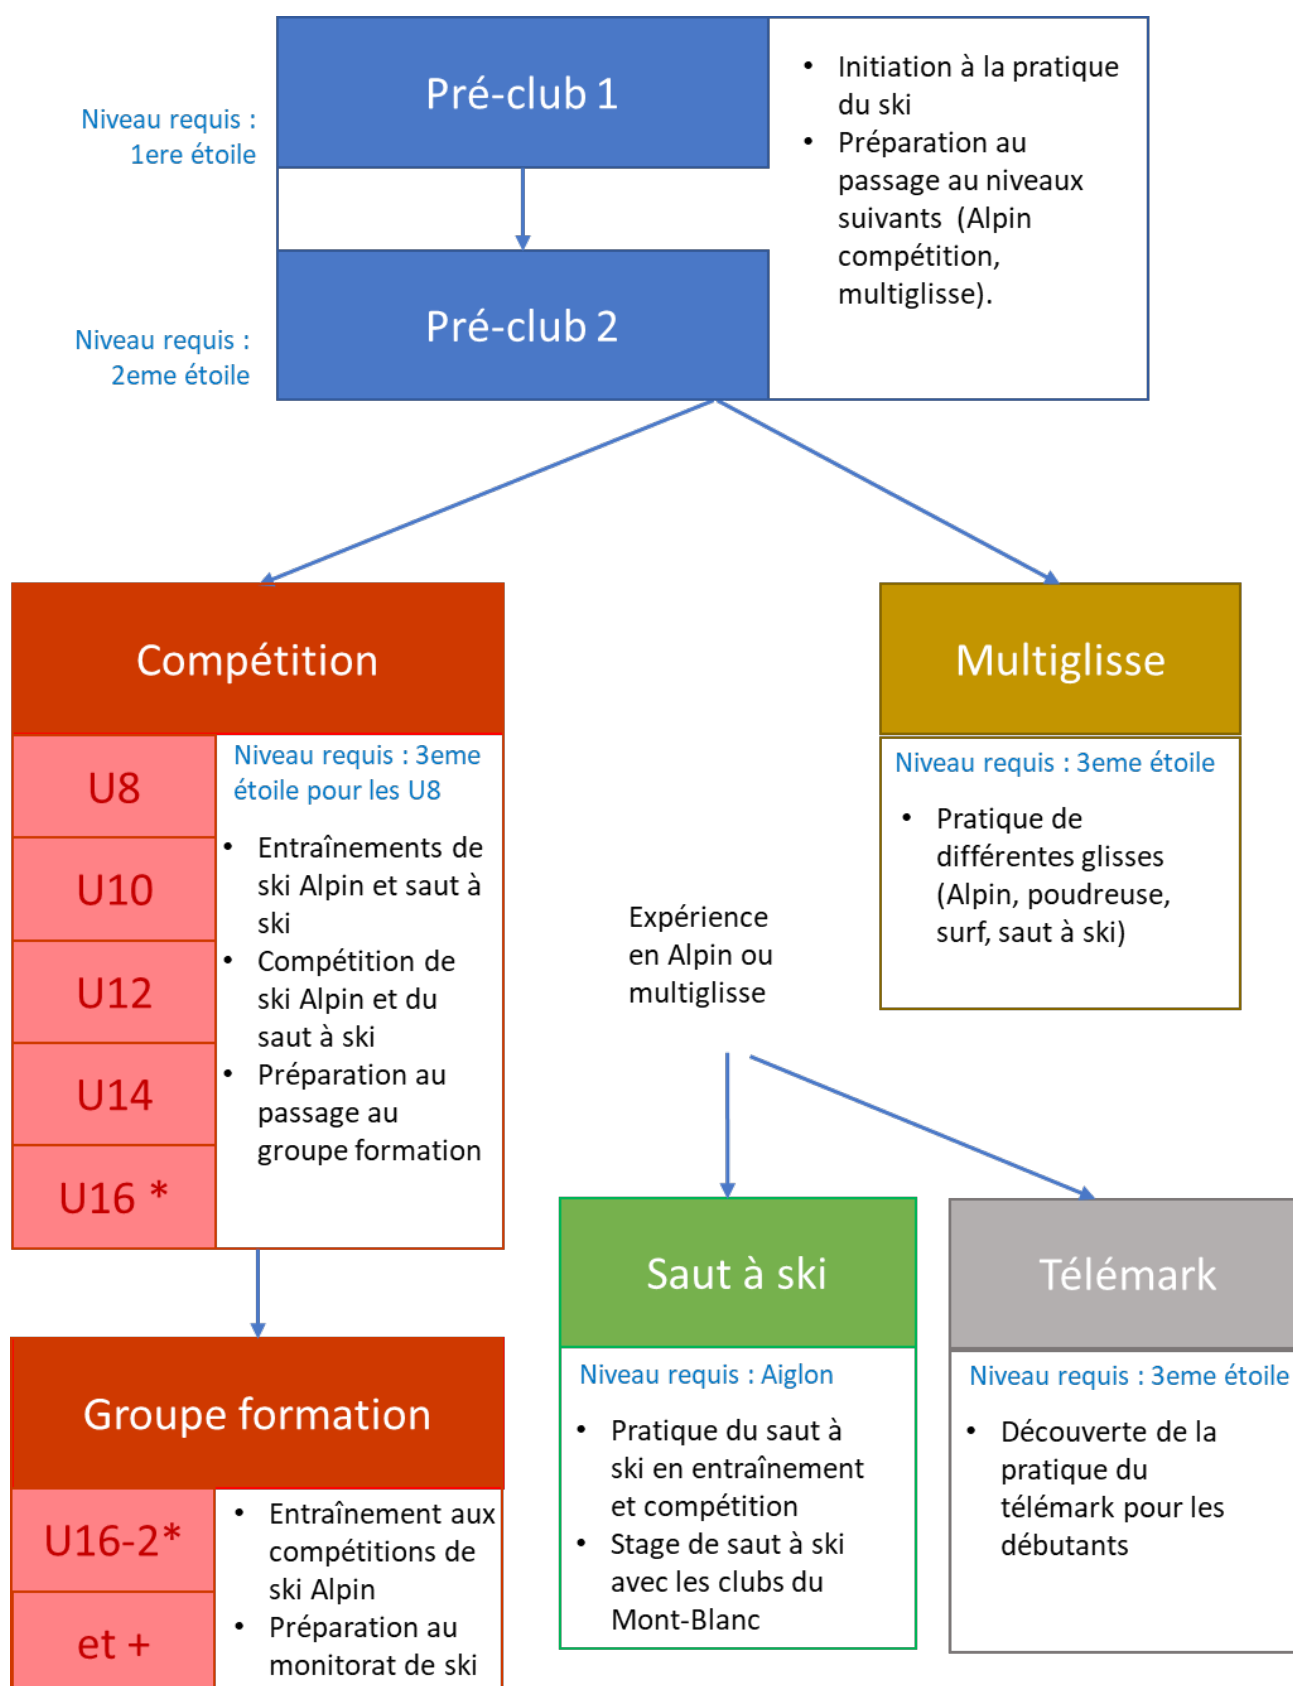 Pré-club 1
Niveau requis :
1ere étoile
• Initiation à la pratique
du ski
• Préparation au
passage au niveaux
suivants (Alpin
compétition,
multiglisse).
Pré-club 2
Niveau requis :
2eme étoile
Compétition
U8
U10
U12
U14
U16 *
Niveau requis : 3eme
étoile pour les U8
• Entraînements de
ski Alpin et saut à
ski
• Compétition de
ski Alpin et du
saut à ski
• Préparation au
passage au
groupe formation
Multiglisse
Niveau requis : 3eme étoile
• Pratique de
différentes glisses
(Alpin, poudreuse,
surf, saut à ski)
Expérience
en Alpin ou
multiglisse
Groupe formation
U16-2*
et +
• Entraînement aux
compétitions de
ski Alpin
• Préparation au
monitorat de ski
Saut à ski
Niveau requis : Aiglon
• Pratique du saut à
ski en entraînement
et compétition
• Stage de saut à ski
avec les clubs du
Mont-Blanc
Télémark
Niveau requis : 3eme étoile
• Découverte de la
pratique du
télémark pour les
débutants